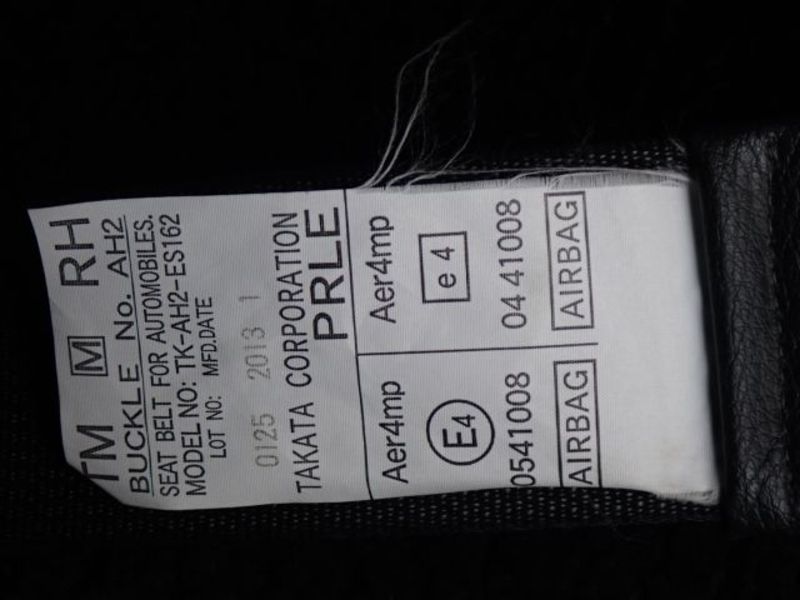 TM M RH
BUCKLE No. AH2
SEAT BELT FOR AUTOMOBILES.
MODEL NO: TK-AH2-ES162
LOT NO: MFD.DATE
0125 2013 1
TAKATA CORPORATION
PRLE
Aer4mp
E4
0541008
AIRBAG
Aer4mp
e 4
04 41008
AIRBAG